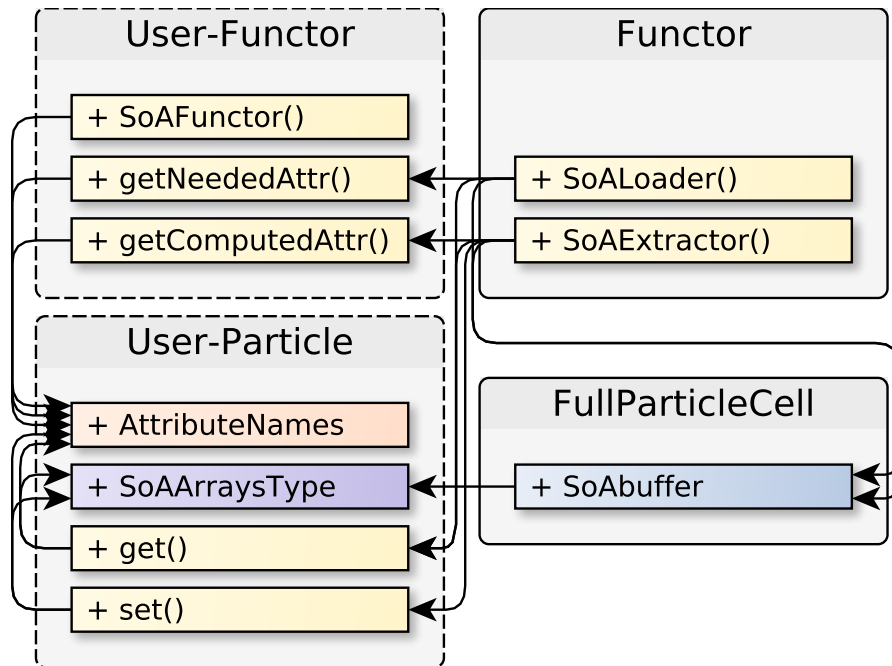 User-Functor
+ SoAFunctor()
+ getNeededAttr()
+ getComputedAttr()
Functor
+ SoALoader()
+ SoAExtractor()
User-Particle
+ AttributeNames
+ SoAArraysType
+ get()
+ set()
FullParticleCell
+ SoAbuffer